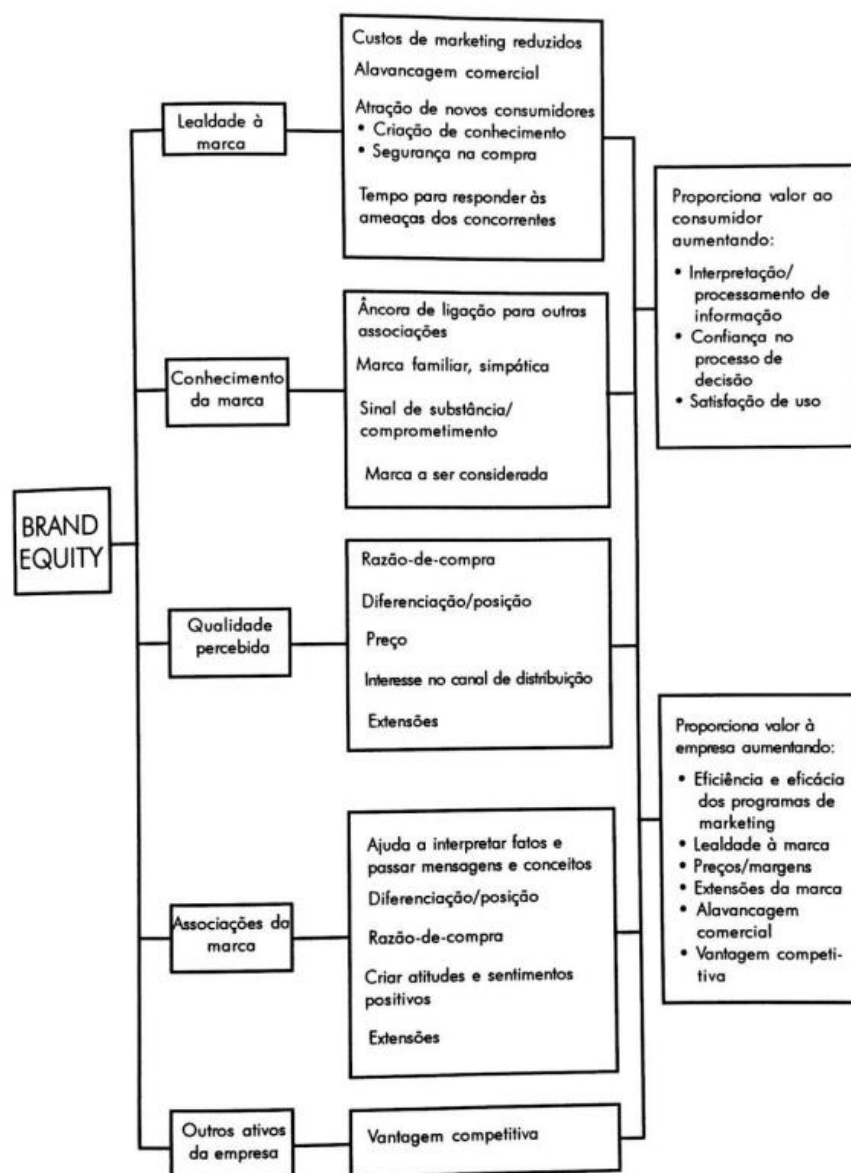 BRAND
EQUITY
Lealdade à
marca
Custos de marketing reduzidos
Alavancagem comercial
Atração de novos consumidores
• Criação de conhecimento
• Segurança na compra
Tempo para responder às
ameaças dos concorrentes
Conhecimento
da marca
Âncora de ligação para outras
associações
Marca familiar, simpática
Sinal de substância/
comprometimento
Marca a ser considerada
Qualidade
percebida
Razão-de-compra
Diferenciação/posição
Preço
Interesse no canal de distribuição
Extensões
Associações da
marca
Ajuda a interpretar fatos e
passar mensagens e conceitos
Diferenciação/posição
Razão-de-compra
Criar atitudes e sentimentos
positivos
Extensões
Outros ativos
da empresa
Vantagem competitiva
Proporciona valor ao
consumidor
aumentando:
• Interpretação/
processamento de
informação
• Confiança no
processo de
decisão
• Satisfação de uso
Proporciona valor à
empresa aumentando:
• Eficiência e eficácia
dos programas de
marketing
• Lealdade à marca
• Preços/margens
• Extensões da marca
• Alavancagem
comercial
• Vantagem competiti-
va